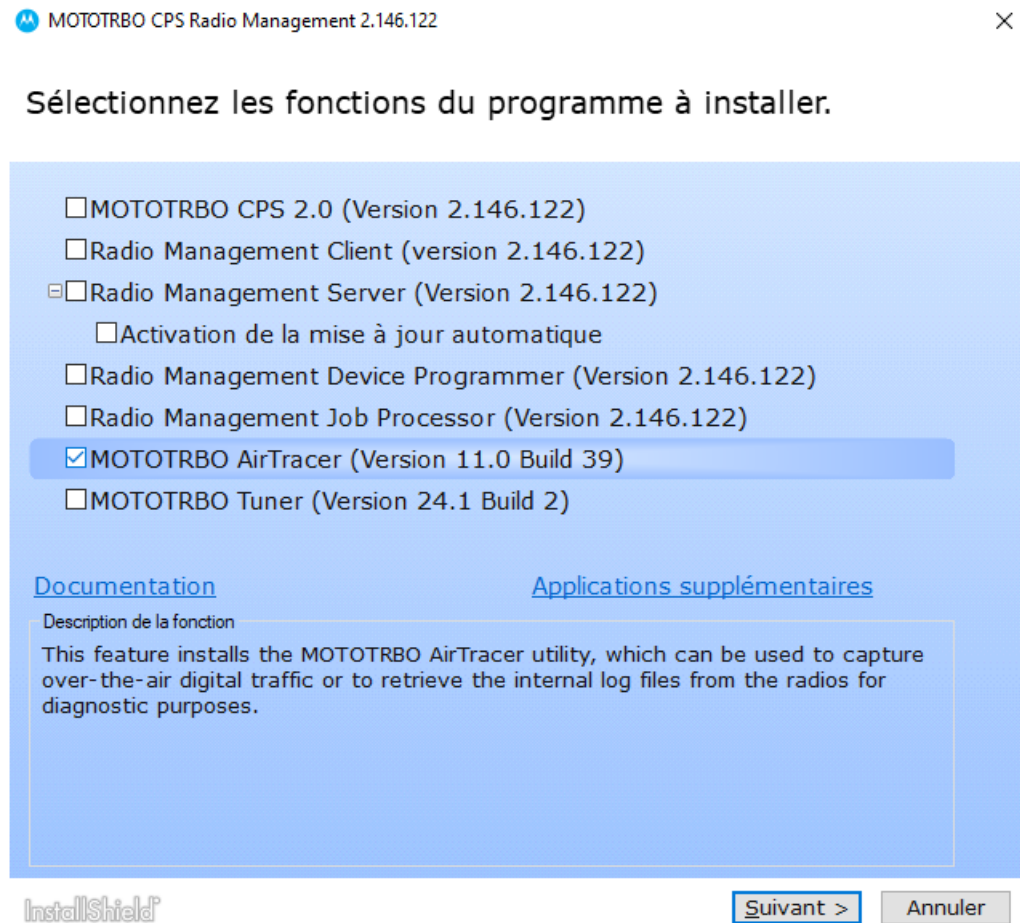 MOTOTRBO CPS Radio Management 2.146.122
Sélectionnez les fonctions du programme à installer.
MOTOTRBO CPS 2.0 (Version 2.146.122)
Radio Management Client (version 2.146.122)
Radio Management Server (Version 2.146.122)
Activation de la mise à jour automatique
Radio Management Device Programmer (Version 2.146.122)
Radio Management Job Processor (Version 2.146.122)
MOTOTRBO AirTracer (Version 11.0 Build 39)
MOTOTRBO Tuner (Version 24.1 Build 2)
Documentation Applications supplémentaires
Description de la fonction
This feature installs the MOTOTRBO AirTracer utility, which can be used to capture
over-the-air digital traffic or to retrieve the internal log files from the radios for
diagnostic purposes.
InstallShield Suivant > Annuler